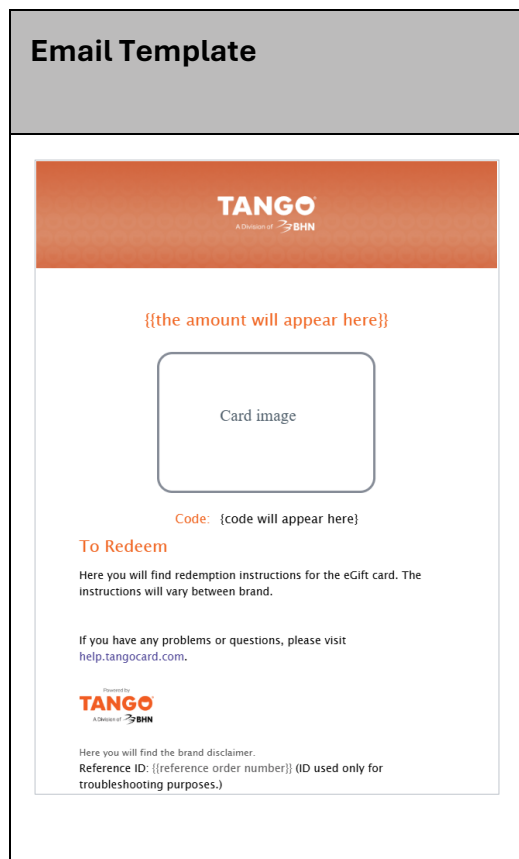 Email Template
TANGO
A Division of BHN
{{the amount will appear here}}
Card image
Code: {code will appear here}
To Redeem
Here you will find redemption instructions for the eGift card. The
instructions will vary between brand.
If you have any problems or questions, please visit
help.tangocard.com.
Powered by
TANGO
A Division of BHN
Here you will find the brand disclaimer.
Reference ID: {{reference order number}} (ID used only for
troubleshooting purposes.)